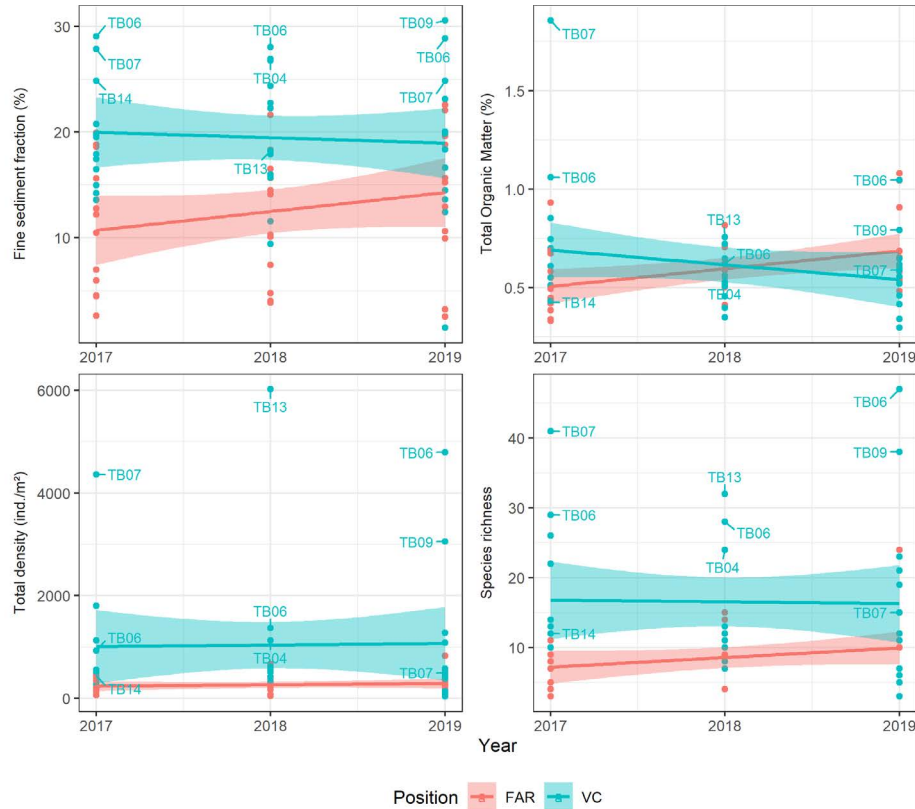 Fine sediment fraction (%)
30
20
10
TB06
TB07
TB14
TB06
TB04
TB13
TB09
TB06
TB07
2017
2018
2019
Total Organic Matter (%)
1.5
1.0
0.5
TB07
TB06
TB14
TB13
TB06
TB04
TB06
TB09
TB07
2017
2018
2019
Total density (ind./m²)
6000
4000
2000
0
TB07
TB06
TB14
TB13
TB06
TB04
TB06
TB09
TB07
2017
2018
2019
Species richness
40
30
20
10
TB07
TB06
TB14
TB13
TB06
TB04
TB06
TB09
TB07
2017
2018
2019
Year
Position
FAR
VC